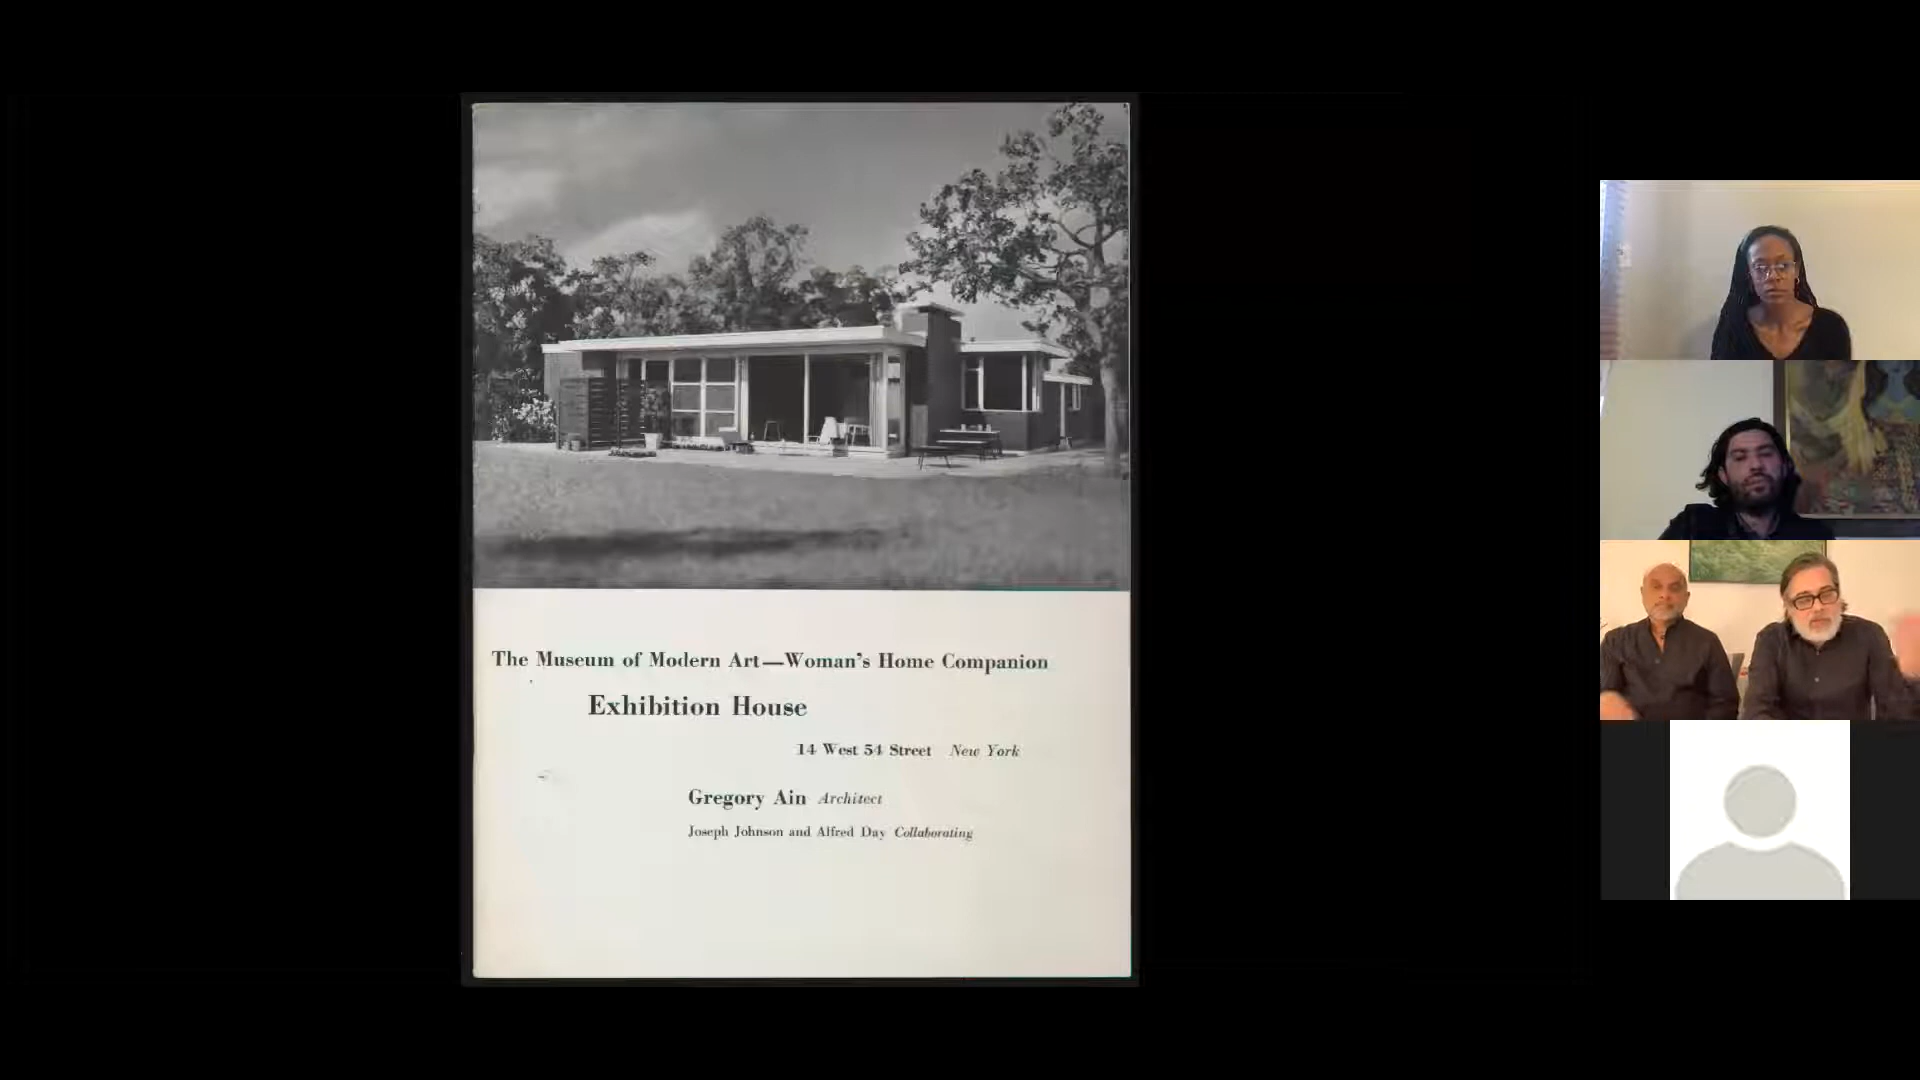 The Museum of Modern Art—Woman's Home Companion
Exhibition House
14 West 54 Street New York
Gregory Ain Architect
Joseph Johnson and Alfred Day Collaborating